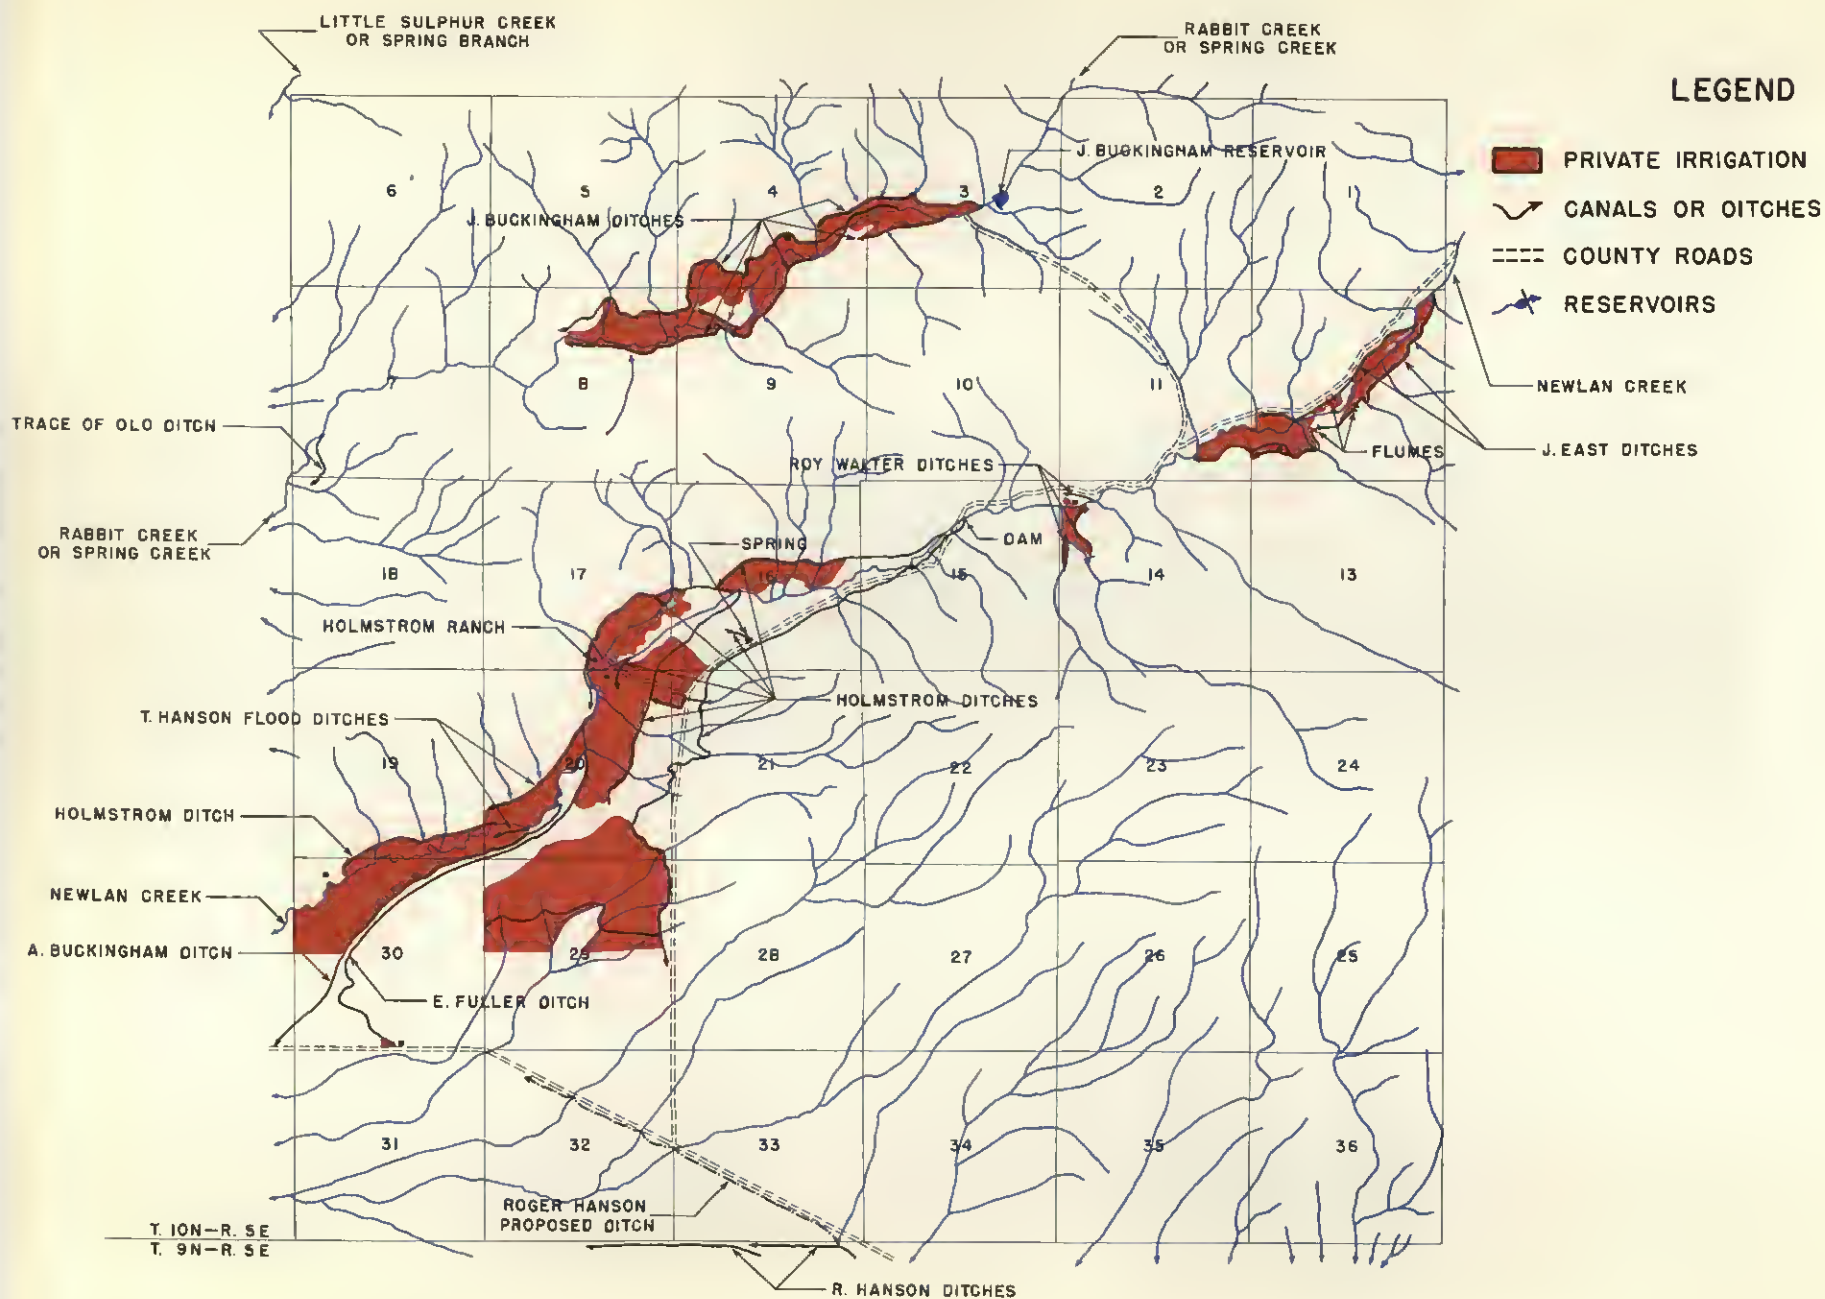 LITTLE SULPHUR CREEK
OR SPRING BRANCH
RABBIT CREEK
OR SPRING CREEK
LEGEND
PRIVATE IRRIGATION
CANALS OR DITCHES
COUNTY ROADS
RESERVOIRS
J. BUCKINGHAM RESERVOIR
6
5
4
3
2
1
J. BUCKINGHAM DITCHES
7
8
9
10
11
NEWLAN CREEK
TRACE OF OLD DITCH
FLUMES
J. EAST DITCHES
ROY WALTER DITCHES
RABBIT CREEK
OR SPRING CREEK
SPRING
DAM
18
17
16
15
14
13
HOLMSTROM RANCH
HOLMSTROM DITCHES
T. HANSON FLOOD DITCHES
19
20
21
22
23
24
HOLMSTROM DITCH
NEWLAN CREEK
A. BUCKINGHAM DITCH
30
29
28
27
26
25
E. FULLER DITCH
31
32
33
34
35
36
ROGER HANSON
PROPOSED DITCH
T. 10N-R. 5E
T. 9N-R. 5E
R. HANSON DITCHES